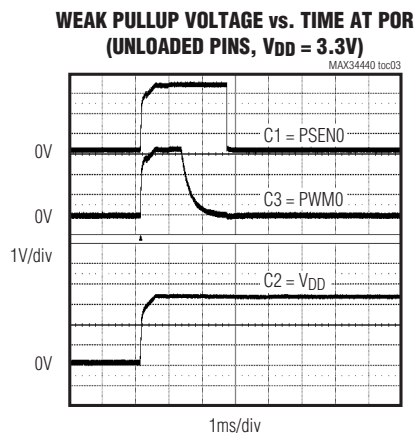 WEAK PULLUP VOLTAGE vs. TIME AT POR
(UNLOADED PINS, VDD = 3.3V)
MAX34440 toc03
C1 = PSEN0
0V
C3 = PWM0
0V
1V/div
C2 = VDD
0V
1ms/div